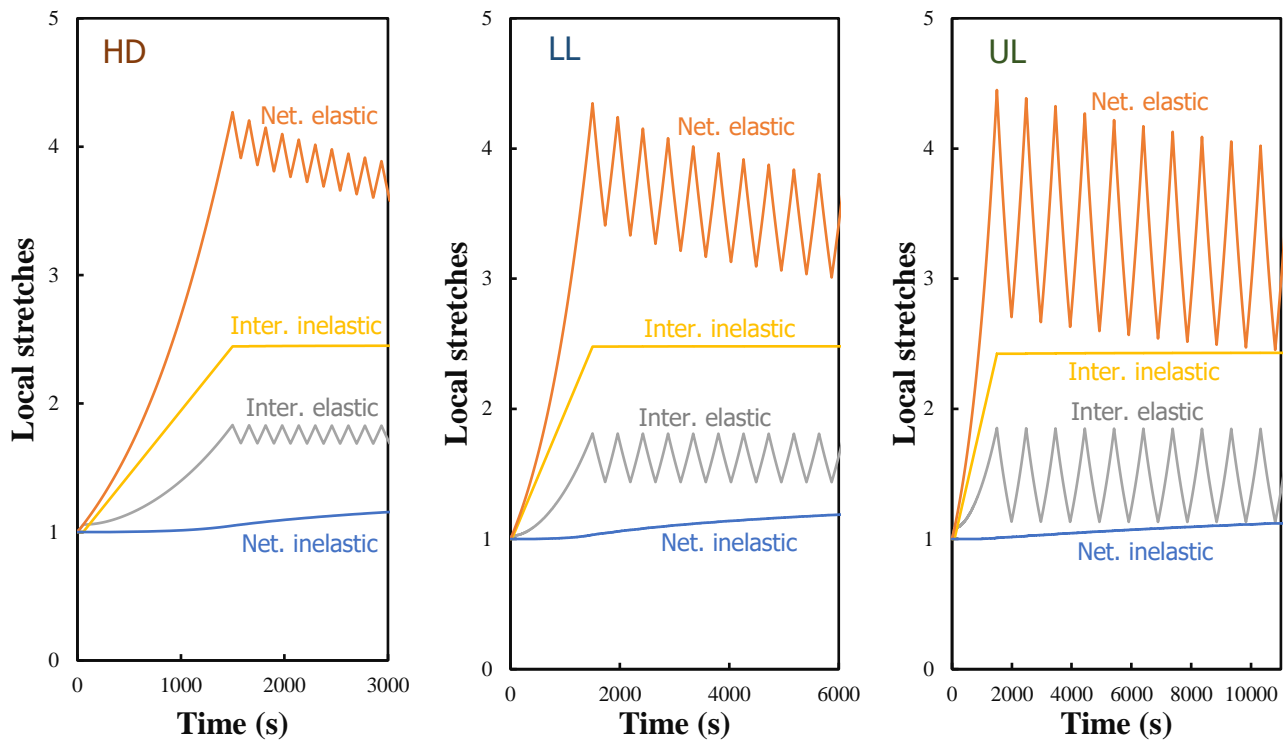 HD
Local stretches
5
4
3
2
1
0
Net. elastic
Inter. inelastic
Inter. elastic
Net. inelastic
0
1000
2000
3000
Time (s)
LL
Local stretches
5
4
3
2
1
0
Net. elastic
Inter. inelastic
Inter. elastic
Net. inelastic
0
2000
4000
6000
Time (s)
UL
Local stretches
5
4
3
2
1
0
Net. elastic
Inter. inelastic
Inter. elastic
Net. inelastic
0
2000
4000
6000
8000
10000
Time (s)